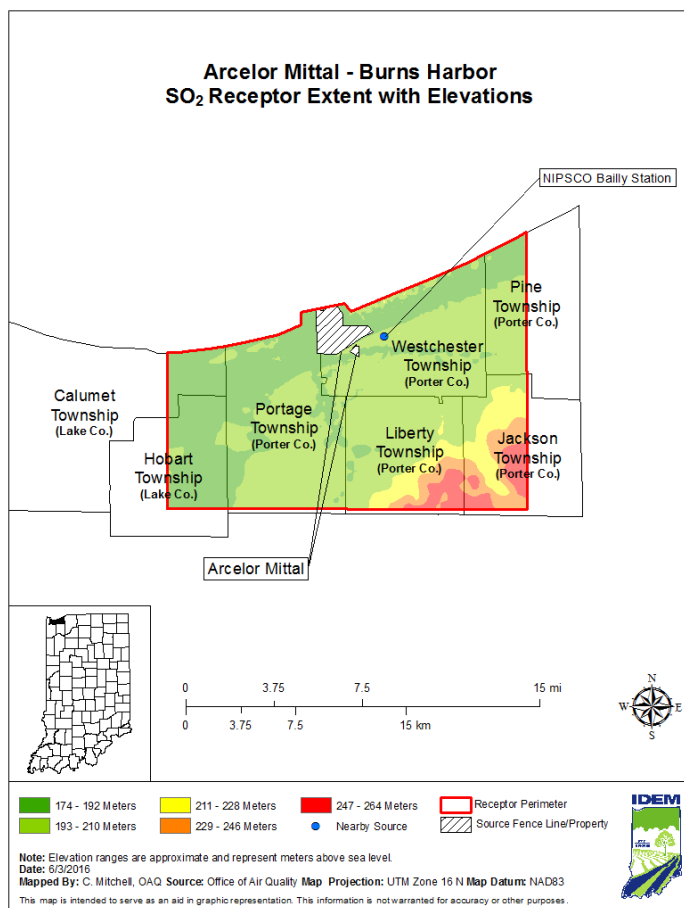 Arcelor Mittal - Burns Harbor
SO₂ Receptor Extent with Elevations
NIPSCO Bailly Station
Pine
Township
(Porter Co.)
Westchester
Township
(Porter Co.)
Calumet
Township
(Lake Co.)
Portage
Township
(Porter Co.)
Liberty
Township
(Porter Co.)
Jackson
Township
(Porter Co.)
Hobart
Township
(Lake Co.)
Arcelor Mittal
0 3.75 7.5 15 mi
0 3.75 7.5 15 km
N
W E
S
174 - 192 Meters 211 - 228 Meters 247 - 264 Meters Receptor Perimeter
193 - 210 Meters 229 - 246 Meters Nearby Source Source Fence Line/Property
IDEM
Note: Elevation ranges are approximate and represent meters above sea level.
Date: 6/3/2016
Mapped By: C. Mitchell, OAQ Source: Office of Air Quality Map Projection: UTM Zone 16 N Map Datum: NAD83
This map is intended to serve as an aid in graphic representation. This information is not warranted for accuracy or other purposes.